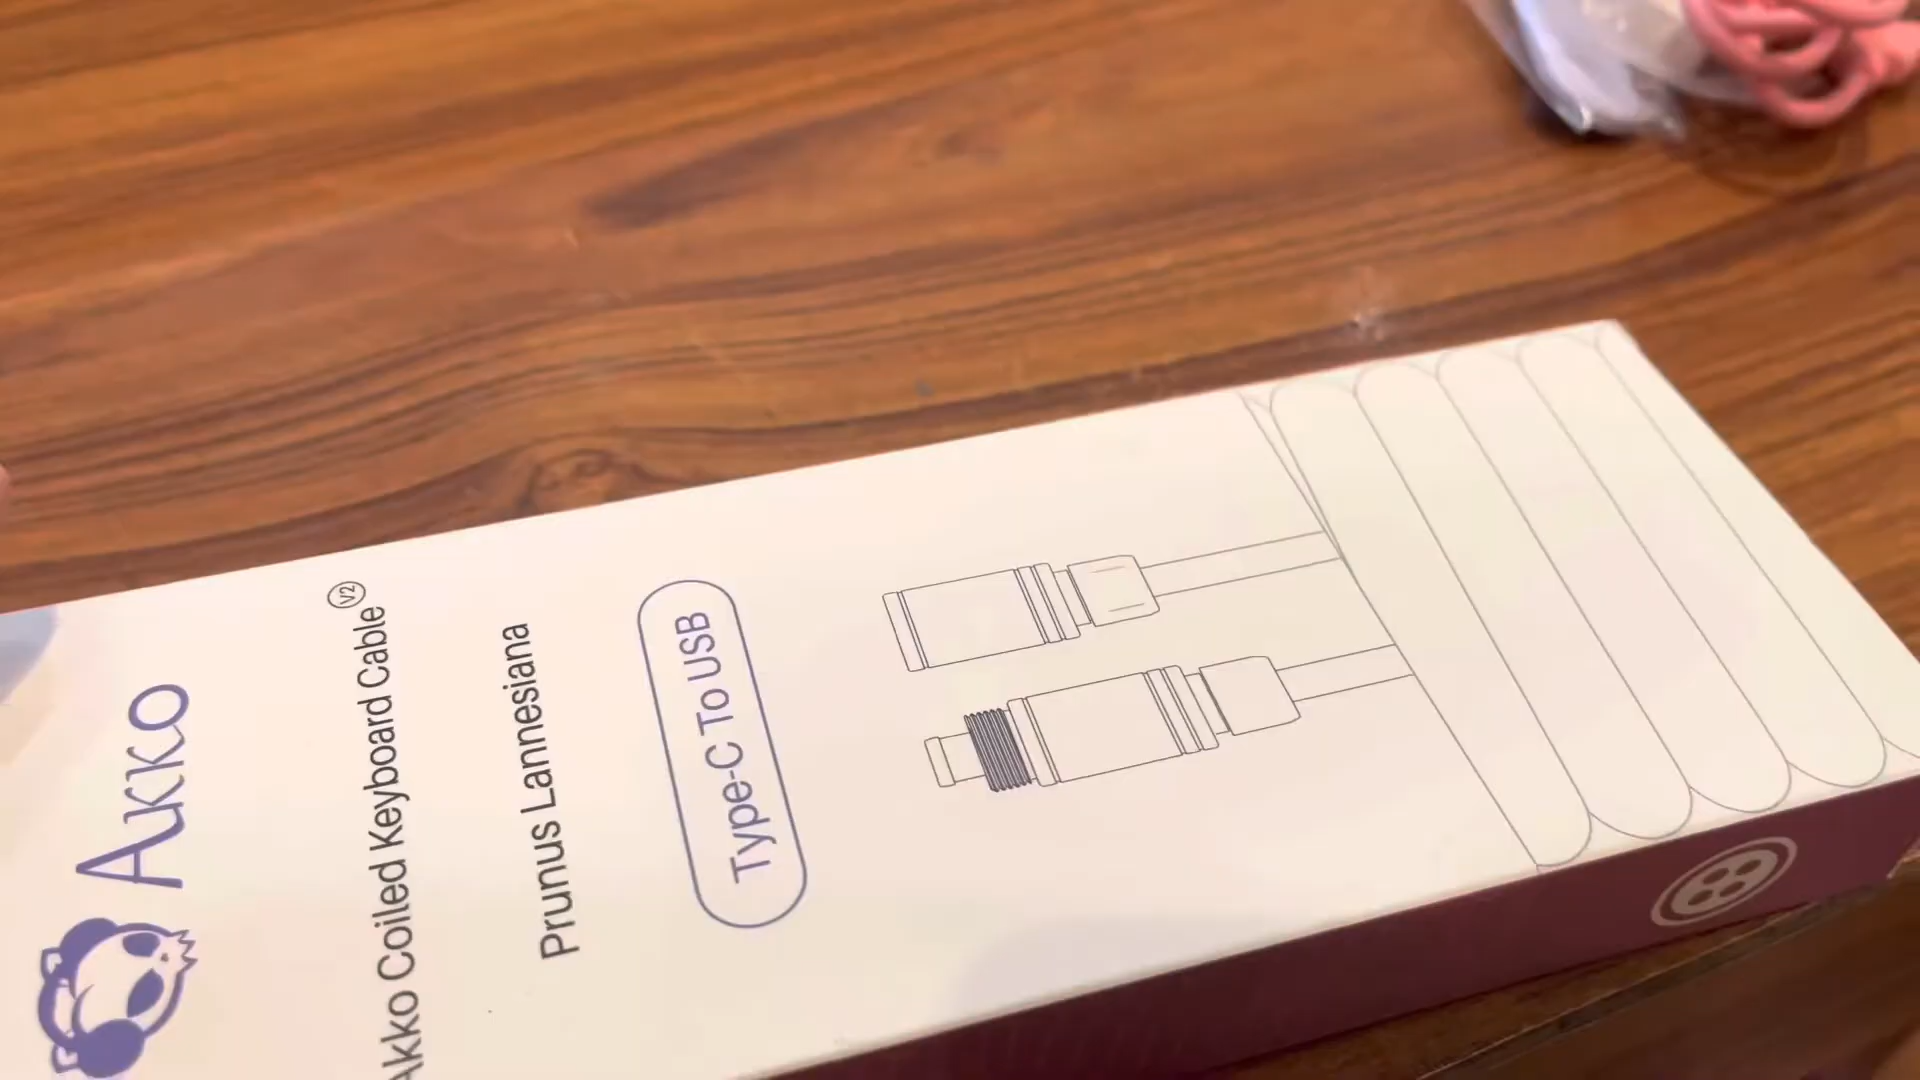 Akko
Akko Coiled Keyboard Cable V2
Prunus Lannesiana
Type-C To USB